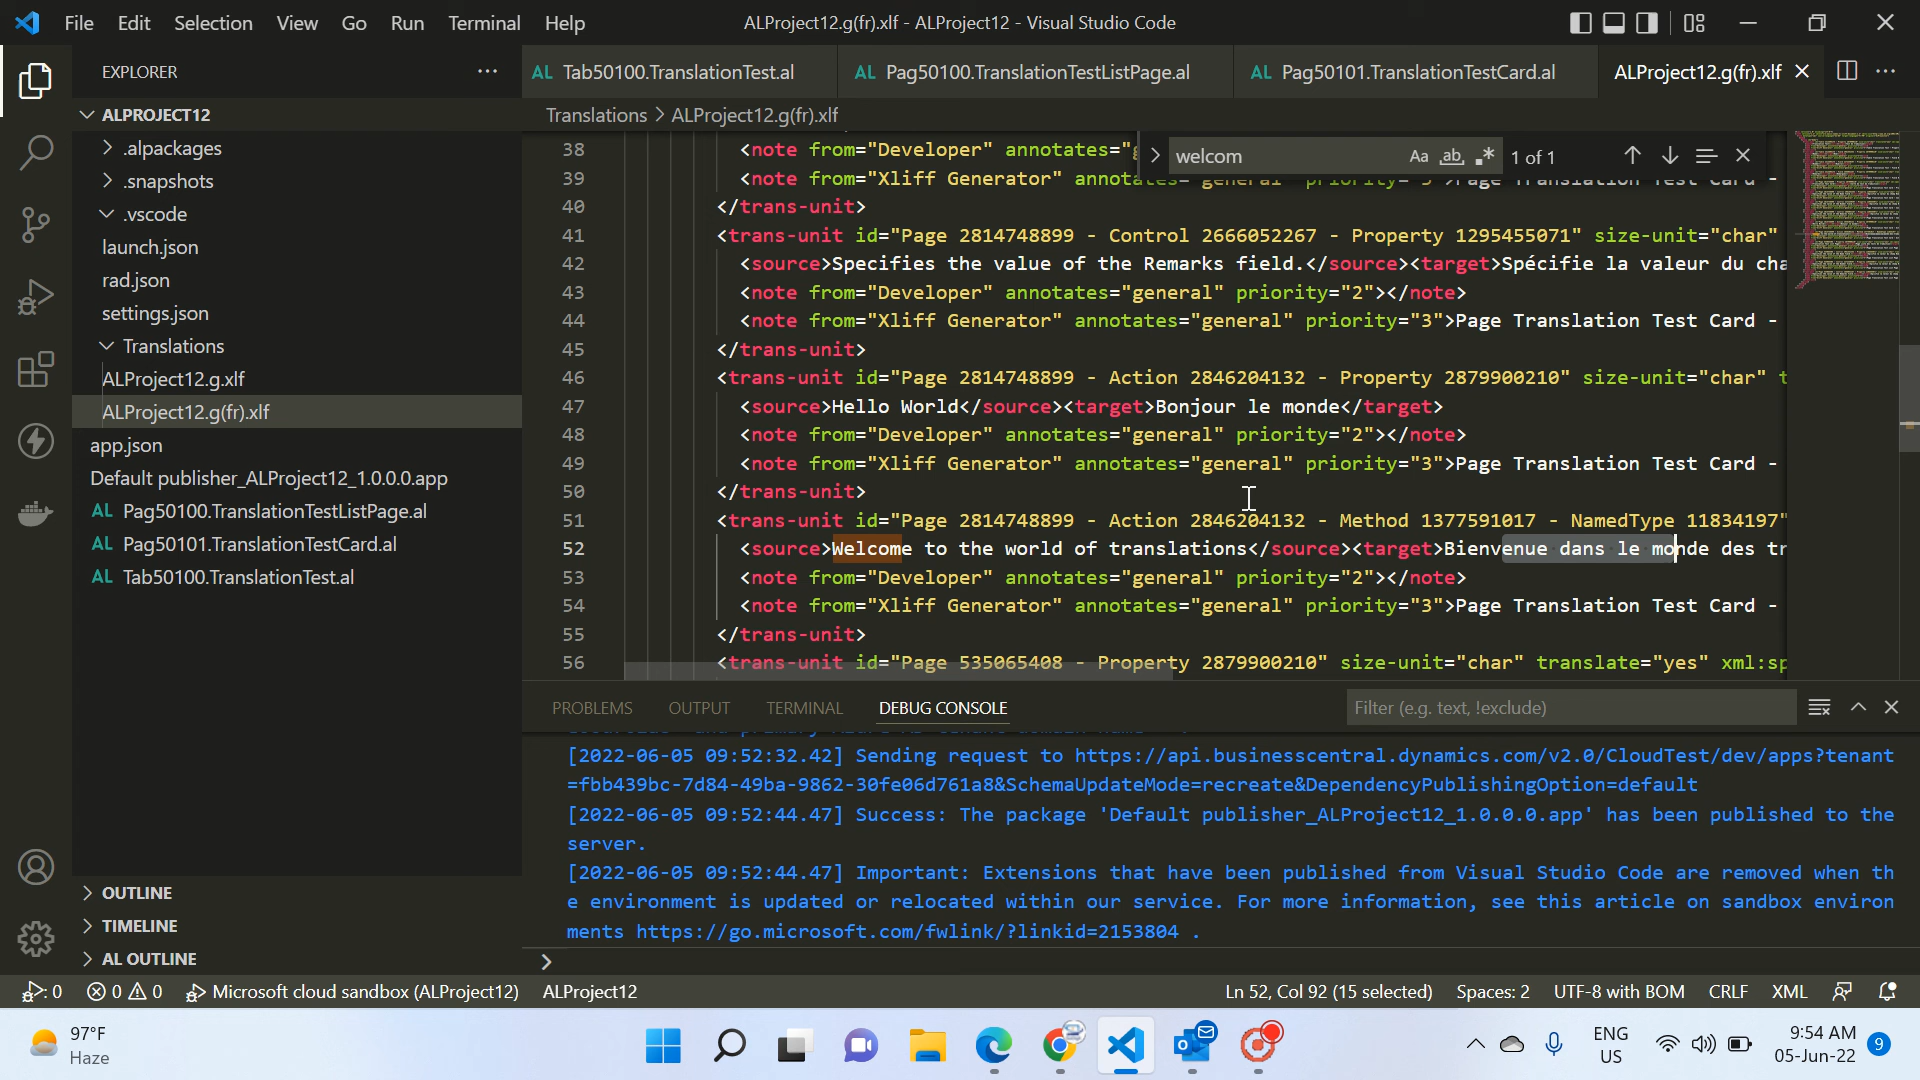 File Edit Selection View Go Run Terminal Help
ALProject12.g(fr).xlf - ALProject12 - Visual Studio Code
EXPLORER
ALPROJECT12
.alpackages
.snapshots
.vscode
launch.json
rad.json
settings.json
Translations
ALProject12.g.xlf
ALProject12.g(fr).xlf
app.json
Default publisher_ALProject12_1.0.0.0.app
AL Pag50100.TranslationTestListPage.al
AL Pag50101.TranslationTestCard.al
AL Tab50100.TranslationTest.al
OUTLINE
TIMELINE
AL OUTLINE
AL Tab50100.TranslationTest.al AL Pag50100.TranslationTestListPage.al AL Pag50101.TranslationTestCard.al ALProject12.g(fr).xlf
Translations > ALProject12.g(fr).xlf
welcom Aa ab .* 1 of 1
38 <note from="Developer" annotates="
39 <note from="Xliff Generator" annotates="general" priority="3">Page Translation Test Card -
40 </trans-unit>
41 <trans-unit id="Page 2814748899 - Control 2666052267 - Property 1295455071" size-unit="char"
42 <source>Specifies the value of the Remarks field.</source><target>Spécifie la valeur du cha
43 <note from="Developer" annotates="general" priority="2"></note>
44 <note from="Xliff Generator" annotates="general" priority="3">Page Translation Test Card -
45 </trans-unit>
46 <trans-unit id="Page 2814748899 - Action 2846204132 - Property 2879900210" size-unit="char" t
47 <source>Hello World</source><target>Bonjour le monde</target>
48 <note from="Developer" annotates="general" priority="2"></note>
49 <note from="Xliff Generator" annotates="general" priority="3">Page Translation Test Card -
50 </trans-unit>
51 <trans-unit id="Page 2814748899 - Action 2846204132 - Method 1377591017 - NamedType 11834197"
52 <source>Welcome to the world of translations</source><target>Bienvenue dans le monde des tr
53 <note from="Developer" annotates="general" priority="2"></note>
54 <note from="Xliff Generator" annotates="general" priority="3">Page Translation Test Card -
55 </trans-unit>
56 <trans-unit id="Page 535065408 - Property 2879900210" size-unit="char" translate="yes" xml:sp
PROBLEMS OUTPUT TERMINAL DEBUG CONSOLE
Filter (e.g. text, !exclude)
[2022-06-05 09:52:32.42] Sending request to https://api.businesscentral.dynamics.com/v2.0/CloudTest/dev/apps?tenant
=fbb439bc-7d84-49ba-9862-30fe06d761a8&SchemaUpdateMode=recreate&DependencyPublishingOption=default
[2022-06-05 09:52:44.47] Success: The package 'Default publisher_ALProject12_1.0.0.0.app' has been published to the
server.
[2022-06-05 09:52:44.47] Important: Extensions that have been published from Visual Studio Code are removed when th
e environment is updated or relocated within our service. For more information, see this article on sandbox environ
ments https://go.microsoft.com/fwlink/?linkid=2153804 .
>
0 0 0 Microsoft cloud sandbox (ALProject12) ALProject12
Ln 52, Col 92 (15 selected) Spaces: 2 UTF-8 with BOM CRLF XML
97°F
Haze
ENG
US
9:54 AM
05-Jun-22
9